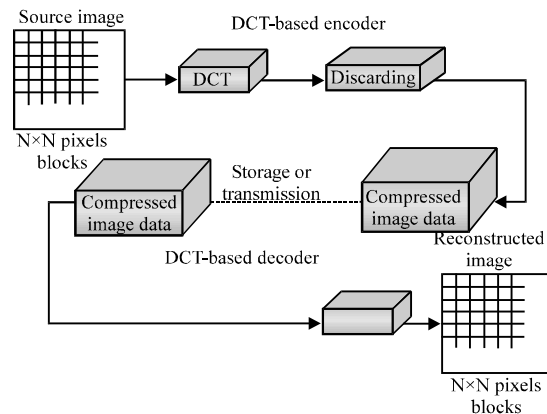 Source image
DCT-based encoder
DCT
Discarding
N×N pixels
blocks
Storage or
transmission
Compressed
image data
Compressed
image data
DCT-based decoder
Reconstructed
image
N×N pixels
blocks